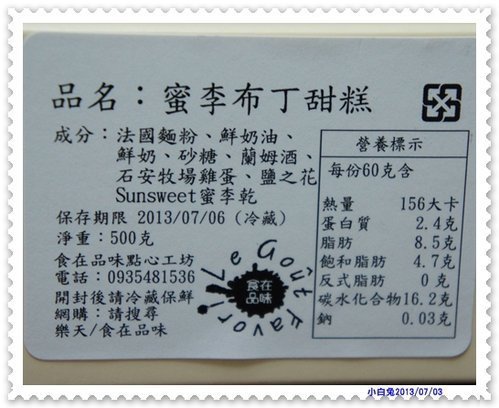 品名：蜜李布丁甜糕
成分：法國麵粉、鮮奶油、
鮮奶、砂糖、蘭姆酒、
石安牧場雞蛋、鹽之花
Sunsweet蜜李乾
保存期限 2013/07/06（冷藏）
淨重：500克
食在品味點心工坊
電話：0935481536
開封後請冷藏保鮮
網購：請搜尋
樂天/食在品味
Le Goût Favori
食在
品味
營養標示
每份60克含
熱量 156大卡
蛋白質 2.4克
脂肪 8.5克
飽和脂肪 4.7克
反式脂肪 0克
碳水化合物16.2克
鈉 0.03克
小白兔2013/07/03